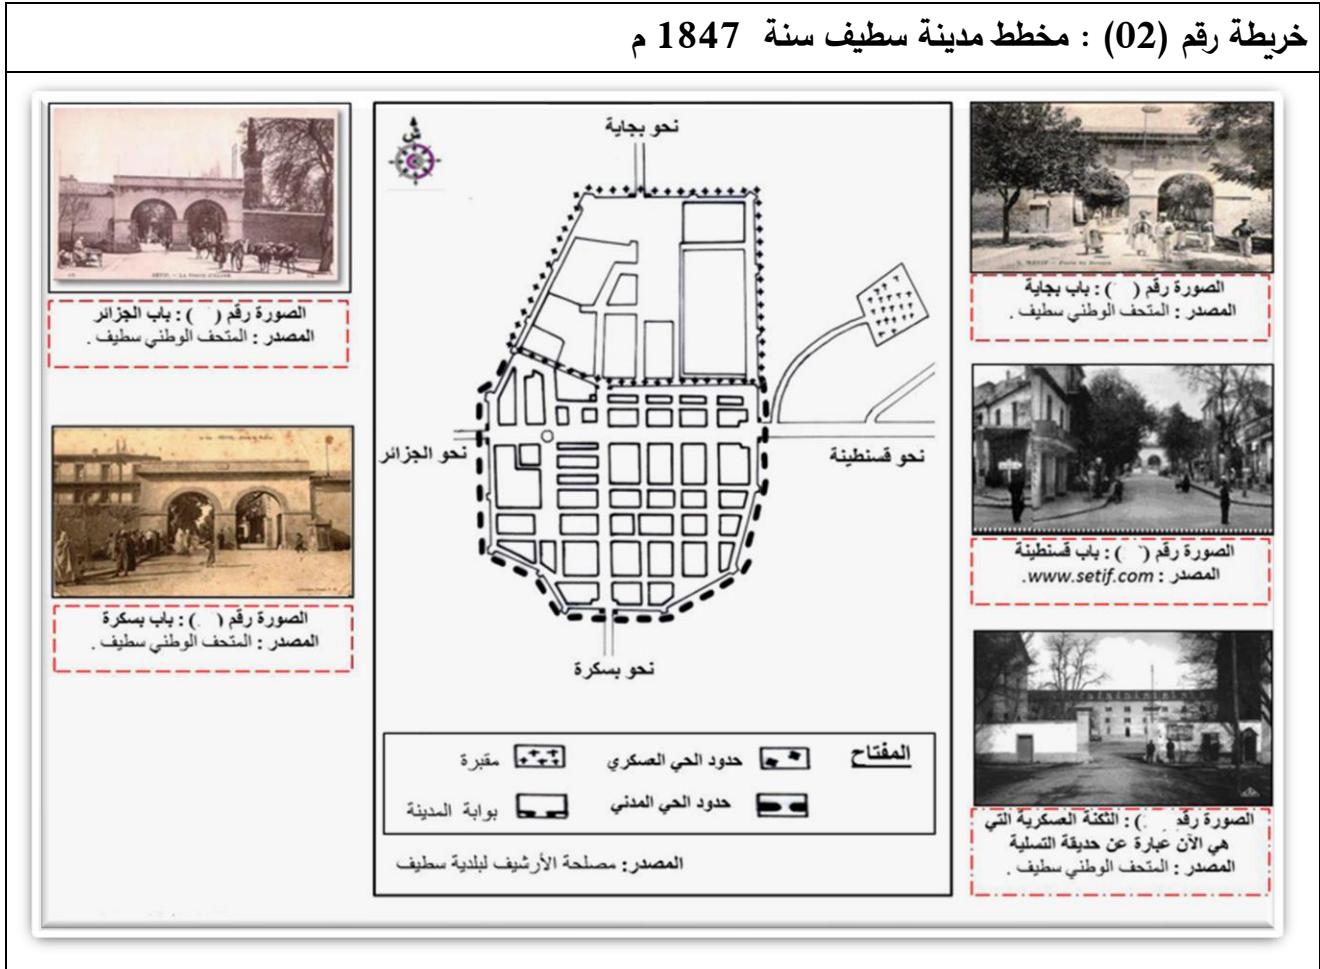 خريطة رقم (02) : مخطط مدينة سطيف سنة 1847 م
نحو بجاية
ش
نحو الجزائر
نحو قسنطينة
نحو بسكرة
المفتاح
حدود الحي العسكري
مقبرة
حدود الحي المدني
بوابة المدينة
المصدر: مصلحة الأرشيف لبلدية سطيف
الصورة رقم ( ) : باب بجاية
المصدر : المتحف الوطني سطيف .
الصورة رقم ( ) : باب قسنطينة
المصدر : www.setif.com.
الصورة رقم ( ) : الثكنة العسكرية التي
هي الآن عبارة عن حديقة التسلية
المصدر : المتحف الوطني سطيف .
SÉTIF. - LA PORTE D'ALGER
الصورة رقم ( ) : باب الجزائر
المصدر : المتحف الوطني سطيف .
الصورة رقم ( ) : باب بسكرة
المصدر : المتحف الوطني سطيف .